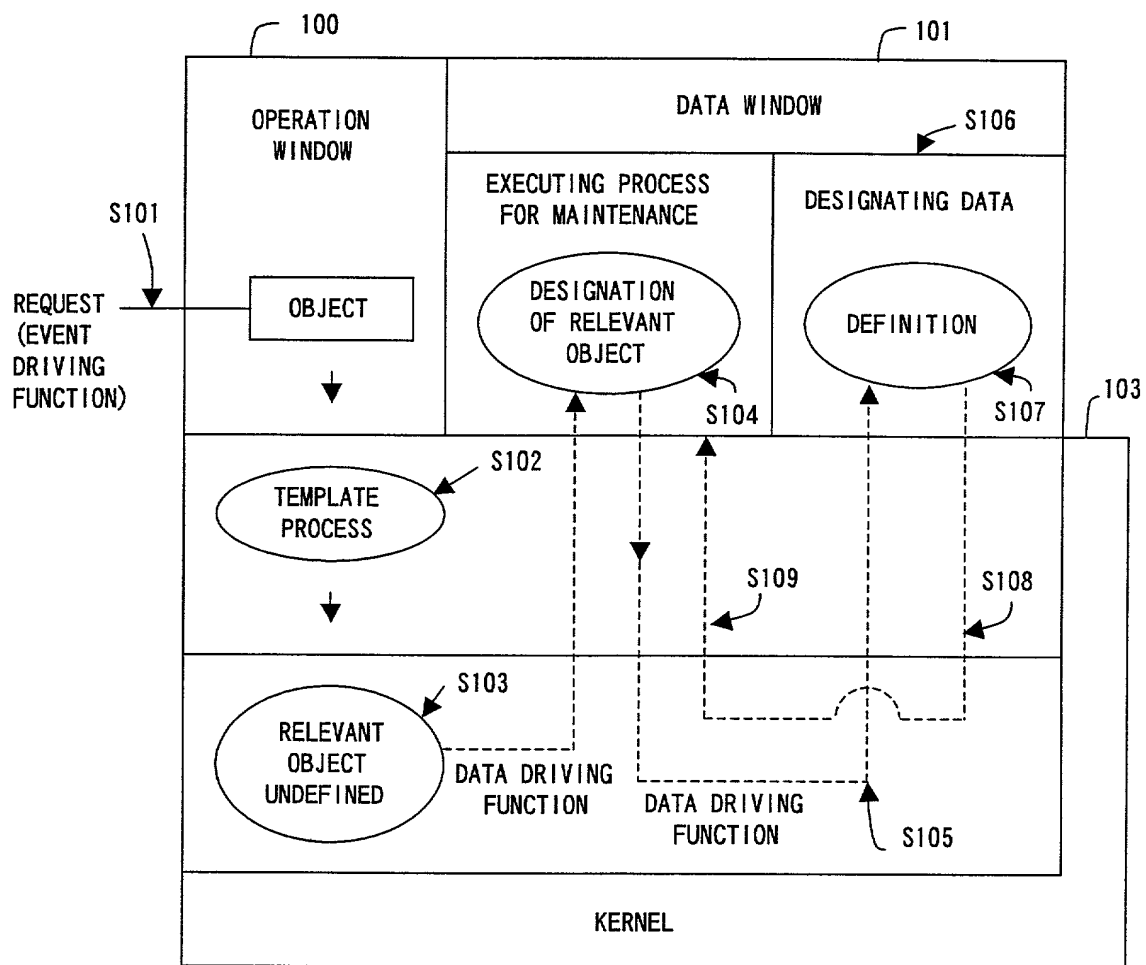 100
101
OPERATION
WINDOW
DATA WINDOW
S106
EXECUTING PROCESS
FOR MAINTENANCE
DESIGNATING DATA
S101
REQUEST
(EVENT
DRIVING
FUNCTION)
OBJECT
DESIGNATION
OF RELEVANT
OBJECT
DEFINITION
S104
S107
103
S102
TEMPLATE
PROCESS
S109
S108
S103
RELEVANT
OBJECT
UNDEFINED
DATA DRIVING
FUNCTION
DATA DRIVING
FUNCTION
S105
KERNEL